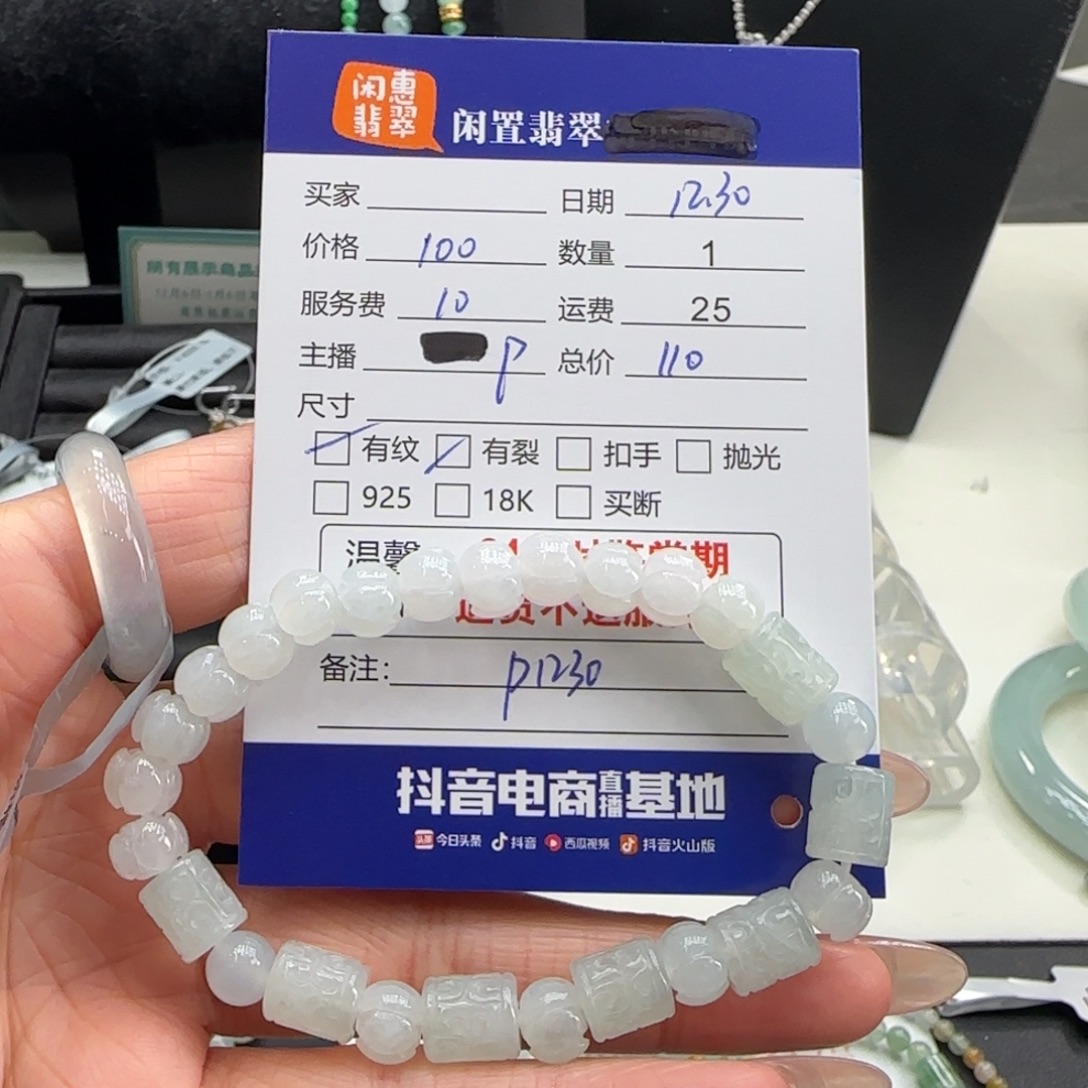 闲惠
翡翠
闲置翡翠
买家 日期 12.30
价格 100 数量 1
服务费 10 运费 25
主播 P 总价 110
尺寸
有纹 有裂 扣手 抛光
925 18K 买断
温馨
备注: P1230
抖音电商直播基地
头条 今日头条 抖音 西瓜视频 抖音火山版